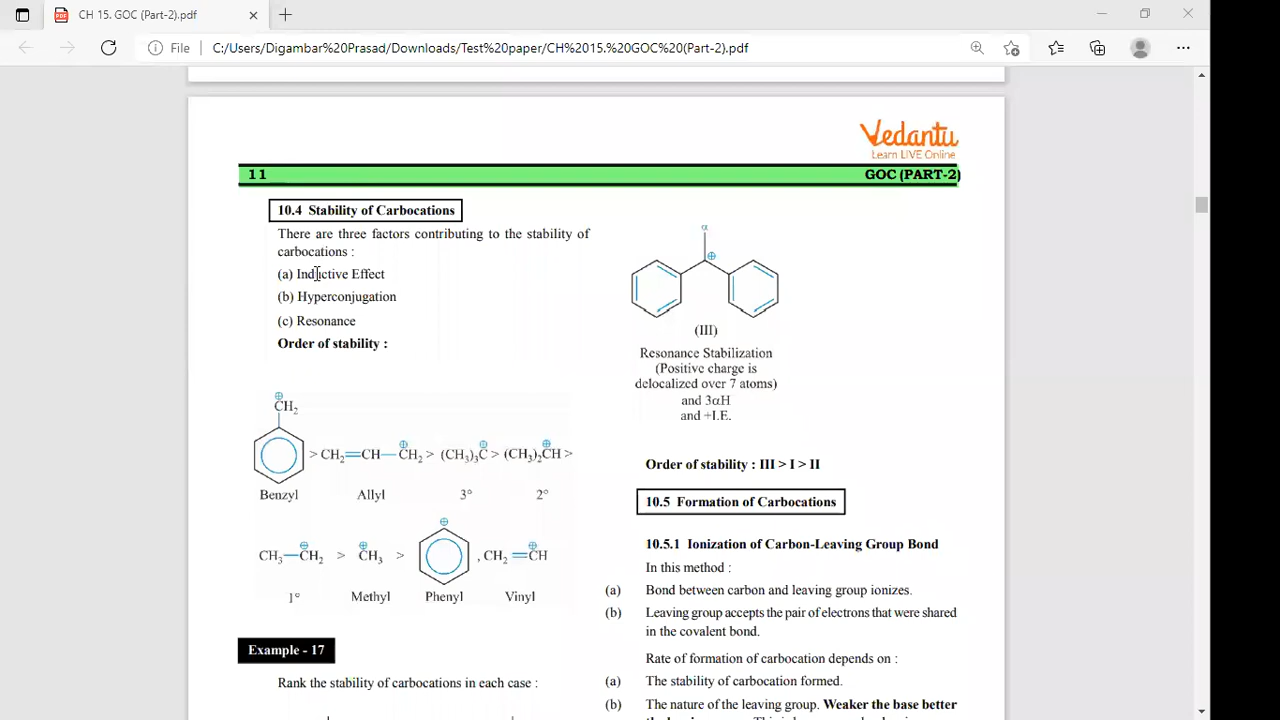 CH 15. GOC (Part-2).pdf
File
C:/Users/Digambar%20Prasad/Downloads/Test%20paper/CH%2015.%20GOC%20(Part-2).pdf
Vedantu
Learn LIVE Online
11
GOC (PART-2)
10.4 Stability of Carbocations
There are three factors contributing to the stability of
carbocations :
(a) Inductive Effect
(b) Hyperconjugation
(c) Resonance
Order of stability :
⊕
CH2
> CH2=CH—CH2 > (CH3)3C > (CH3)2CH >
Benzyl Allyl 3° 2°
CH3—CH2 > CH3 > , CH2=CH
1° Methyl Phenyl Vinyl
Example - 17
Rank the stability of carbocations in each case :
α
⊕
(III)
Resonance Stabilization
(Positive charge is
delocalized over 7 atoms)
and 3αH
and +I.E.
Order of stability : III > I > II
10.5 Formation of Carbocations
10.5.1 Ionization of Carbon-Leaving Group Bond
In this method :
(a) Bond between carbon and leaving group ionizes.
(b) Leaving group accepts the pair of electrons that were shared
in the covalent bond.
Rate of formation of carbocation depends on :
(a) The stability of carbocation formed.
(b) The nature of the leaving group. Weaker the base better